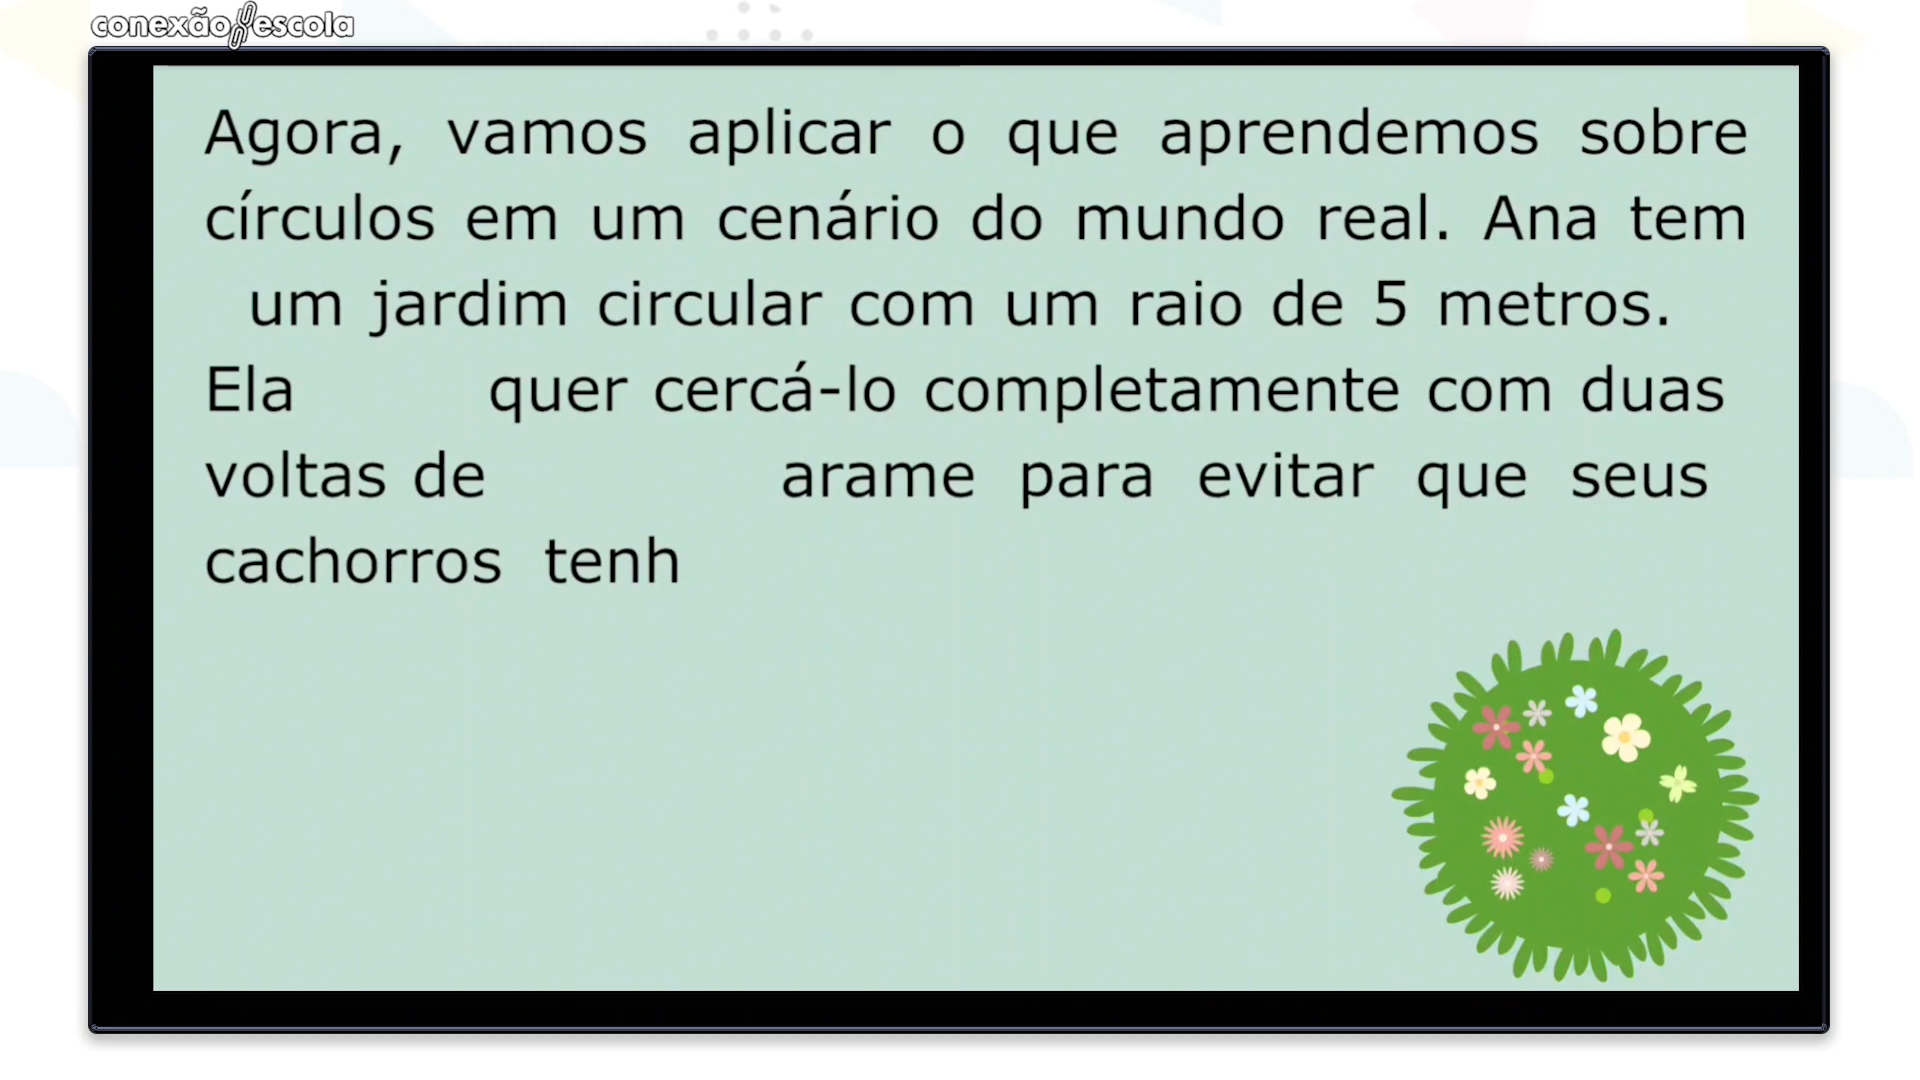 conexão escola
Agora, vamos aplicar o que aprendemos sobre
círculos em um cenário do mundo real. Ana tem
um jardim circular com um raio de 5 metros.
Ela quer cercá-lo completamente com duas
voltas de arame para evitar que seus
cachorros tenh